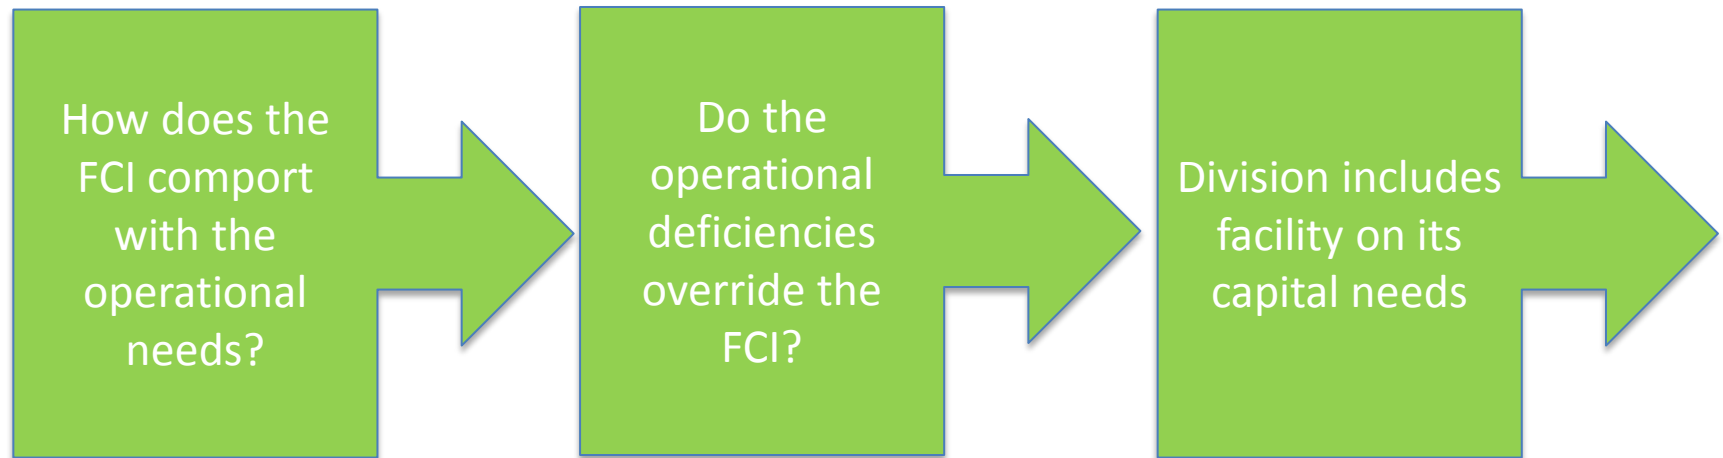 How does the
FCI comport
with the
operational
needs?
Do the
operational
deficiencies
override the
FCI?
Division includes
facility on its
capital needs